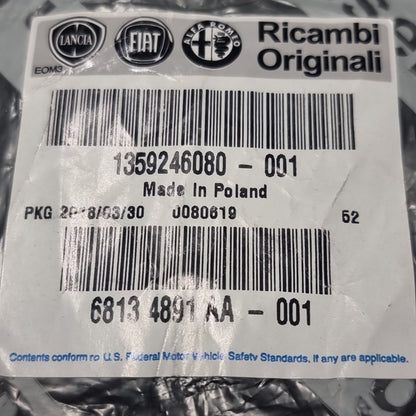 LANCIA FIAT ALFA ROMEO Ricambi
EOM3 Originali
1359246080 - 001
Made In Poland
PKG 2018/03/30 0080619 52
6813 4891 AA - 001
Contents conform to U.S. Federal Motor Vehicle Safety Standards, if any are applicable.